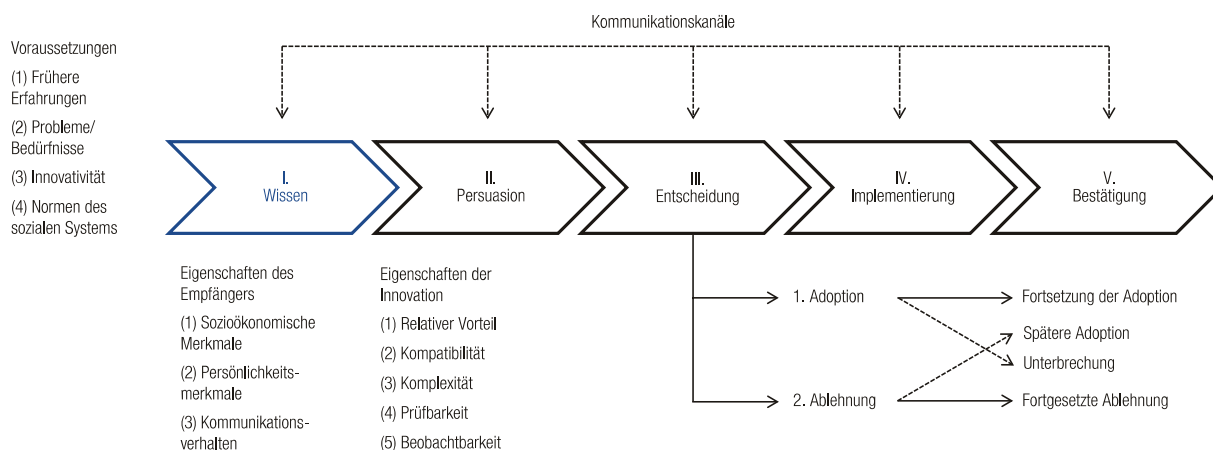 Kommunikationskanäle
Voraussetzungen
(1) Frühere
Erfahrungen
(2) Probleme/
Bedürfnisse
(3) Innovativität
(4) Normen des
sozialen Systems
I.
Wissen
II.
Persuasion
III.
Entscheidung
IV.
Implementierung
V.
Bestätigung
Eigenschaften des
Empfängers
(1) Sozioökonomische
Merkmale
(2) Persönlichkeits-
merkmale
(3) Kommunikations-
verhalten
Eigenschaften der
Innovation
(1) Relativer Vorteil
(2) Kompatibilität
(3) Komplexität
(4) Prüfbarkeit
(5) Beobachtbarkeit
1. Adoption
2. Ablehnung
Fortsetzung der Adoption
Spätere Adoption
Unterbrechung
Fortgesetzte Ablehnung